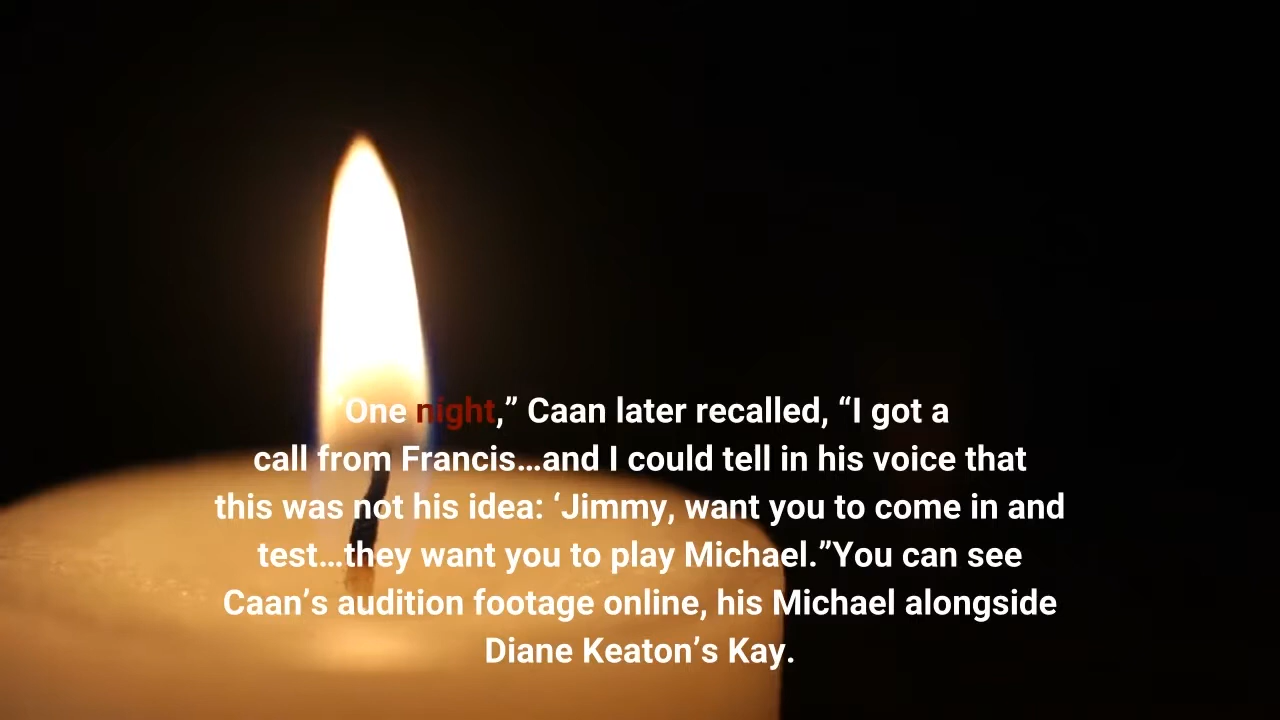 One night,” Caan later recalled, “I got a
call from Francis…and I could tell in his voice that
this was not his idea: ‘Jimmy, want you to come in and
test…they want you to play Michael.”You can see
Caan’s audition footage online, his Michael alongside
Diane Keaton’s Kay.